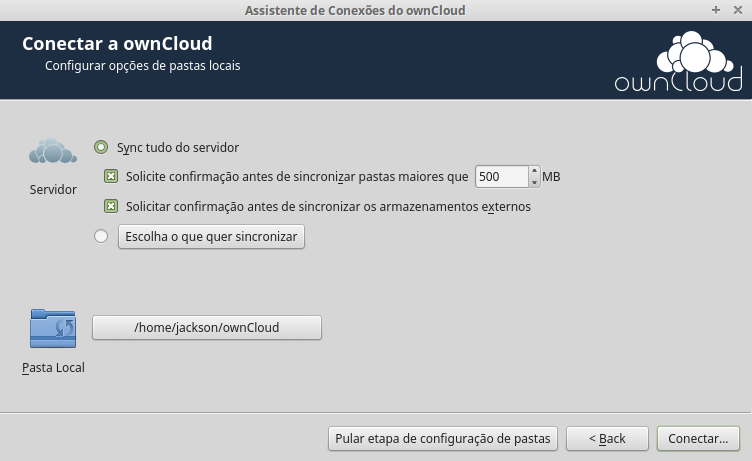 Assistente de Conexões do ownCloud
Conectar a ownCloud
Configurar opções de pastas locais
ownCloud
Sync tudo do servidor
Solicite confirmação antes de sincronizar pastas maiores que 500 MB
Servidor
Solicitar confirmação antes de sincronizar os armazenamentos externos
Escolha o que quer sincronizar
/home/jackson/ownCloud
Pasta Local
Pular etapa de configuração de pastas < Back Conectar...